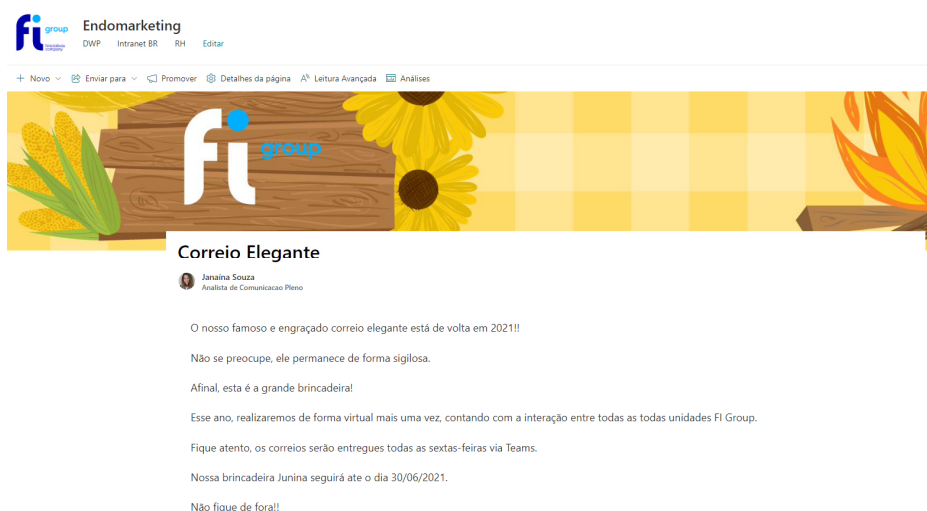 fi group
Endomarketing
DWP Intranet BR RH Editar
+ Novo Enviar para Promover Detalhes da página Leitura Avançada Análises
fi group
Correio Elegante
Janaína Souza
Analista de Comunicacao Pleno
O nosso famoso e engraçado correio elegante está de volta em 2021!!
Não se preocupe, ele permanece de forma sigilosa.
Afinal, esta é a grande brincadeira!
Esse ano, realizaremos de forma virtual mais uma vez, contando com a interação entre todas as todas unidades FI Group.
Fique atento, os correios serão entregues todas as sextas-feiras via Teams.
Nossa brincadeira Junina seguirá ate o dia 30/06/2021.
Não fique de fora!!